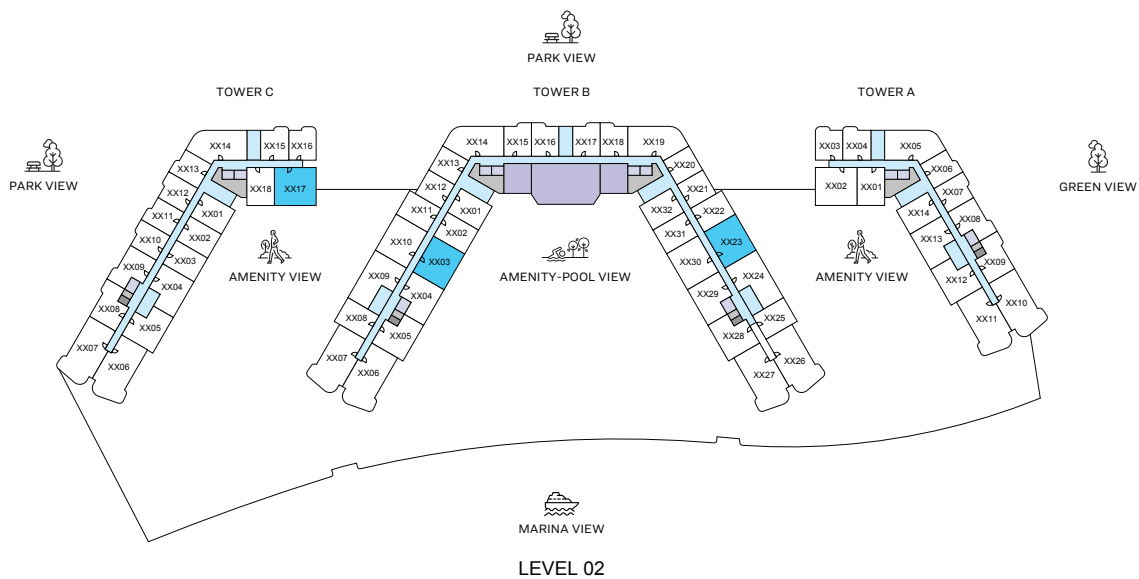 PARK VIEW
TOWER C
TOWER B
TOWER A
XX14
XX15
XX16
XX13
XX12
XX11
XX10
XX09
XX08
XX07
XX06
XX05
XX04
XX03
XX02
XX01
XX18
XX17
XX14
XX15
XX16
XX17
XX18
XX19
XX13
XX12
XX11
XX10
XX09
XX08
XX07
XX06
XX05
XX04
XX03
XX02
XX01
XX20
XX21
XX22
XX23
XX24
XX25
XX26
XX27
XX28
XX29
XX30
XX31
XX32
XX03
XX04
XX05
XX02
XX01
XX06
XX07
XX08
XX09
XX10
XX11
XX12
XX13
XX14
PARK VIEW
GREEN VIEW
AMENITY VIEW
AMENITY-POOL VIEW
AMENITY VIEW
MARINA VIEW
LEVEL 02